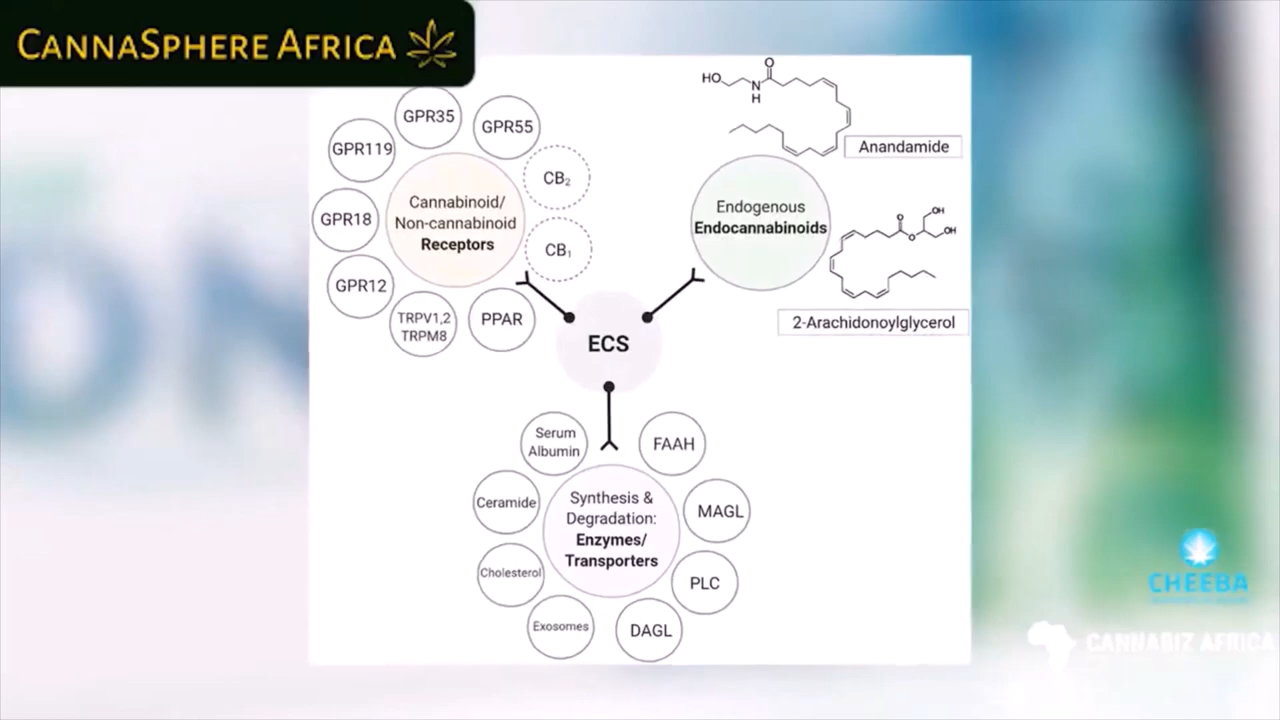 CANNASPHERE AFRICA
GPR35
GPR55
GPR119
CB₂
GPR18
Cannabinoid/
Non-cannabinoid
Receptors
CB₁
GPR12
TRPV1,2
TRPM8
PPAR
ECS
HO
O
N
H
Anandamide
Endogenous
Endocannabinoids
O
O
OH
OH
2-Arachidonoylglycerol
Serum
Albumin
FAAH
Ceramide
Synthesis &
Degradation:
Enzymes/
Transporters
MAGL
Cholesterol
PLC
Exosomes
DAGL
CHEEBA
CANNABIZ AFRICA